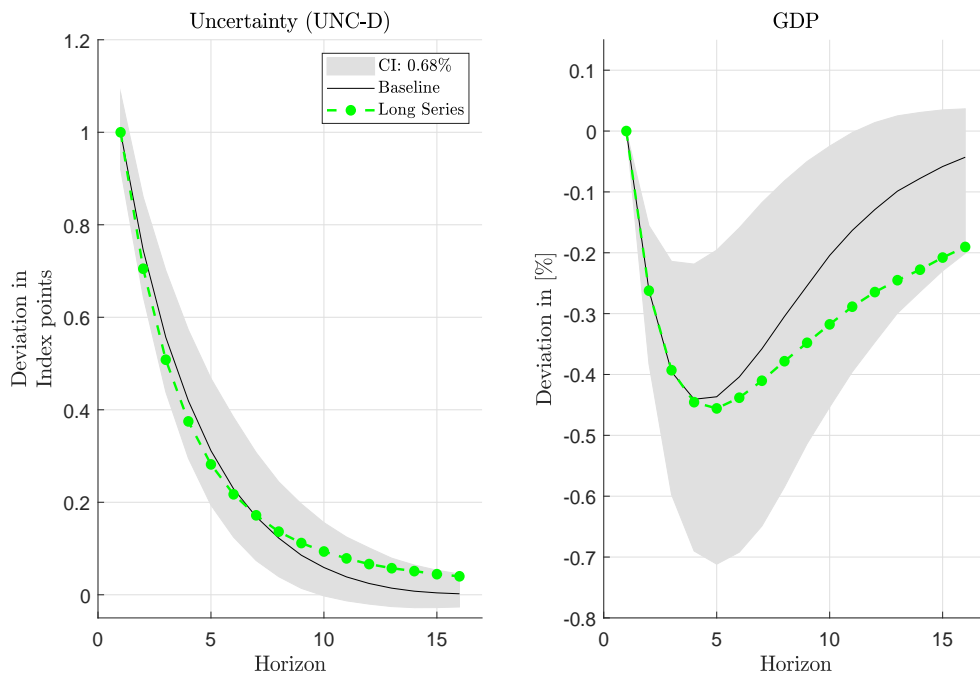 Uncertainty (UNC-D)
1.2
1
0.8
0.6
0.4
0.2
0
0
5
10
15
Horizon
Deviation in
Index points
CI: 0.68%
Baseline
Long Series
GDP
0.1
0
-0.1
-0.2
-0.3
-0.4
-0.5
-0.6
-0.7
-0.8
0
5
10
15
Horizon
Deviation in [%]